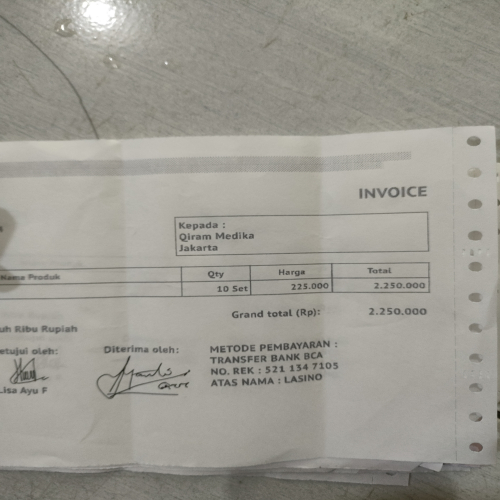 INVOICE
Kepada :
Qiram Medika
Jakarta
Nama Produk Qty Harga Total
10 Set 225.000 2.250.000
Grand total (Rp): 2.250.000
uh Ribu Rupiah
etujui oleh: Diterima oleh: METODE PEMBAYARAN :
TRANSFER BANK BCA
NO. REK : 521 134 7105
ATAS NAMA : LASINO
Lisa Ayu F